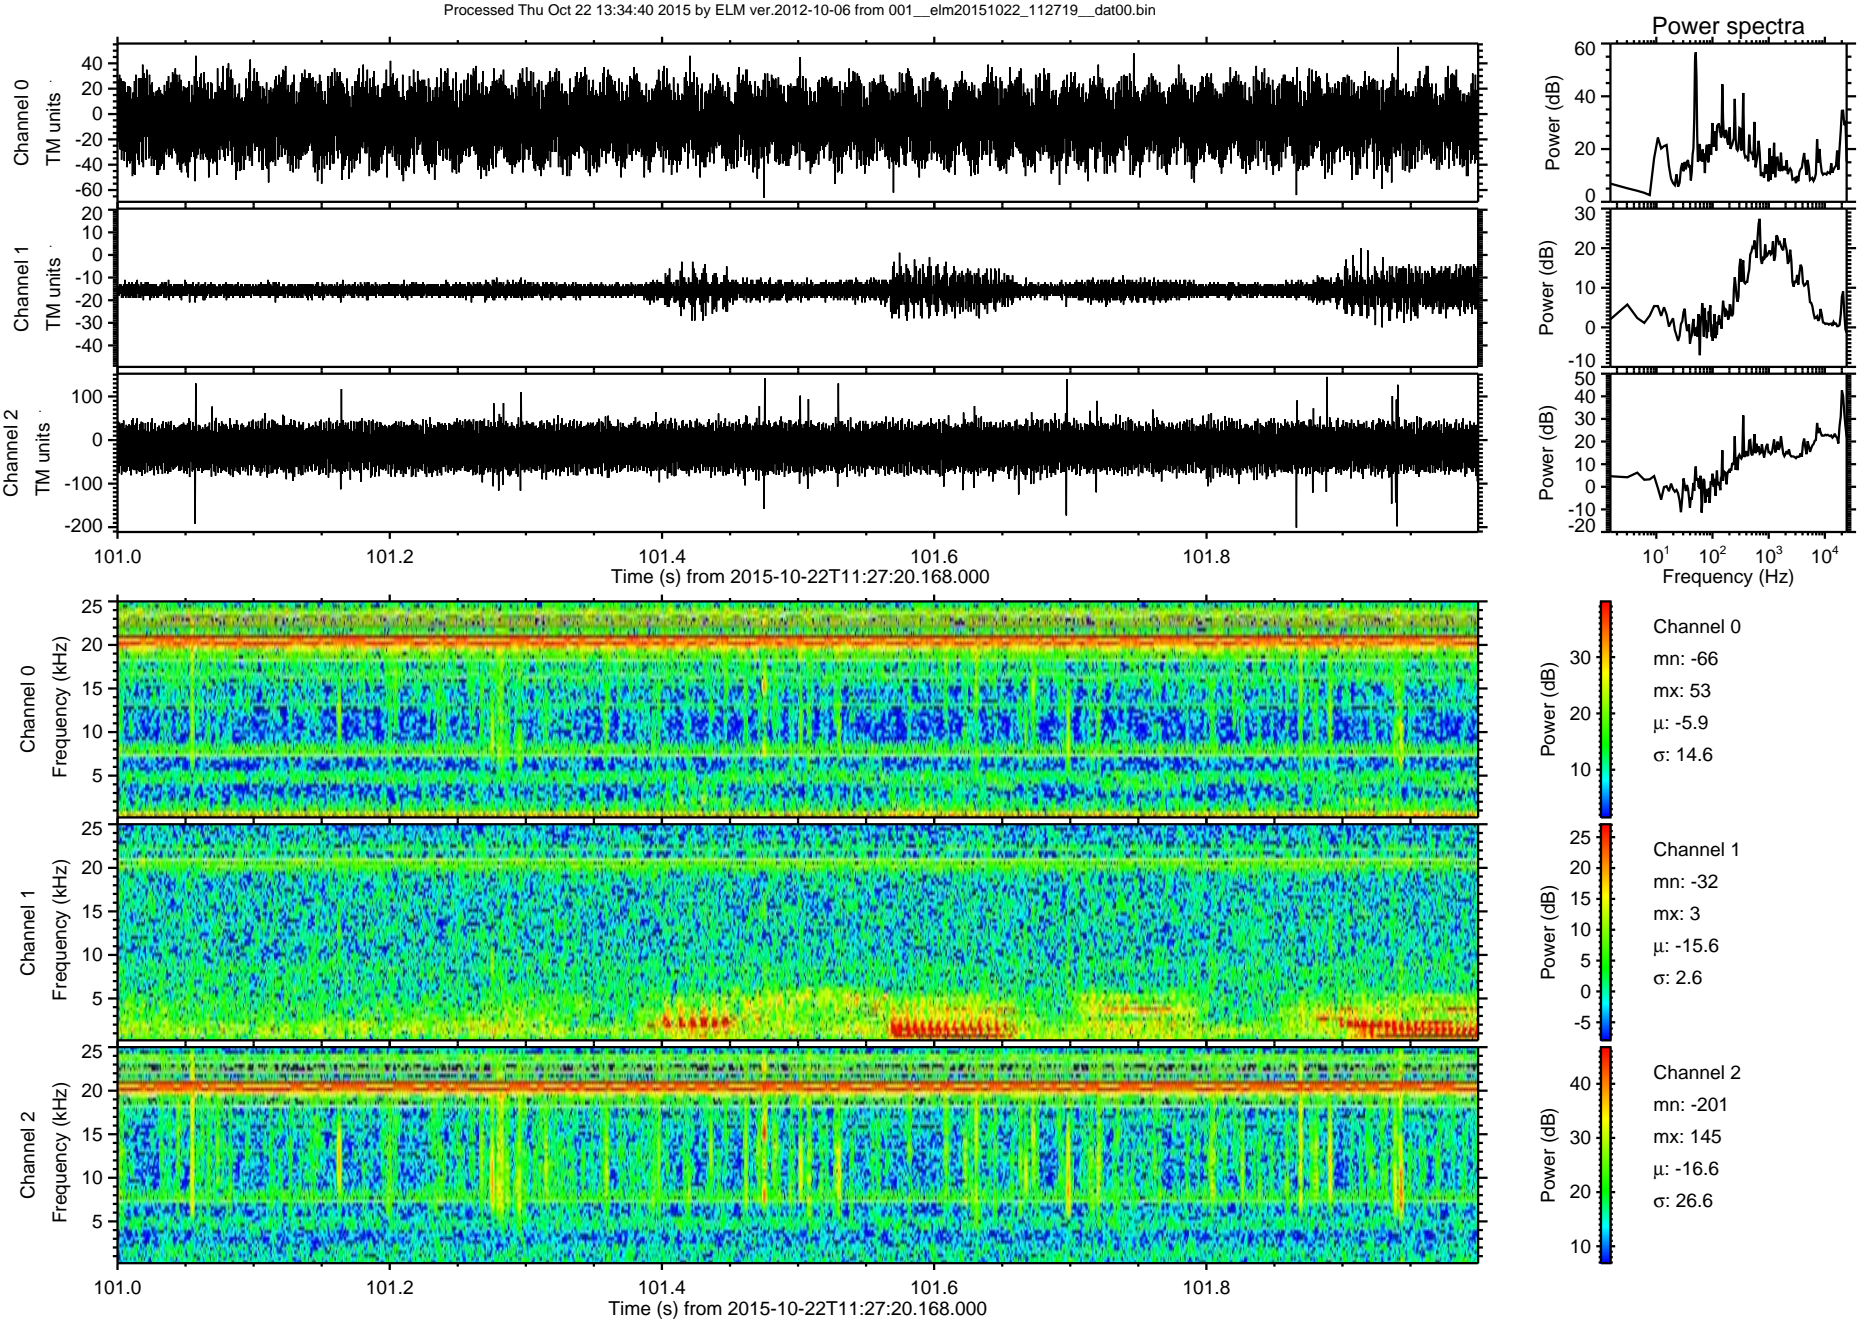 Processed Thu Oct 22 13:34:40 2015 by ELM ver.2012-10-06 from 001__elm20151022_112719__dat00.bin
Power spectra
Channel 0
TM units
40
20
0
-20
-40
-60
Power (dB)
60
40
20
0
Channel 1
TM units
20
10
0
-10
-20
-30
-40
Power (dB)
30
20
10
0
-10
Channel 2
TM units
100
0
-100
-200
Power (dB)
50
40
30
20
10
0
-10
-20
101.0 101.2 101.4 101.6 101.8
Time (s) from 2015-10-22T11:27:20.168.000
10¹ 10² 10³ 10⁴
Frequency (Hz)
Channel 0
Frequency (kHz)
25
20
15
10
5
Power (dB)
30
20
10
Channel 0
mn: -66
mx: 53
μ: -5.9
σ: 14.6
Channel 1
Frequency (kHz)
25
20
15
10
5
Power (dB)
25
20
15
10
5
0
-5
Channel 1
mn: -32
mx: 3
μ: -15.6
σ: 2.6
Channel 2
Frequency (kHz)
25
20
15
10
5
Power (dB)
40
30
20
10
Channel 2
mn: -201
mx: 145
μ: -16.6
σ: 26.6
101.0 101.2 101.4 101.6 101.8
Time (s) from 2015-10-22T11:27:20.168.000